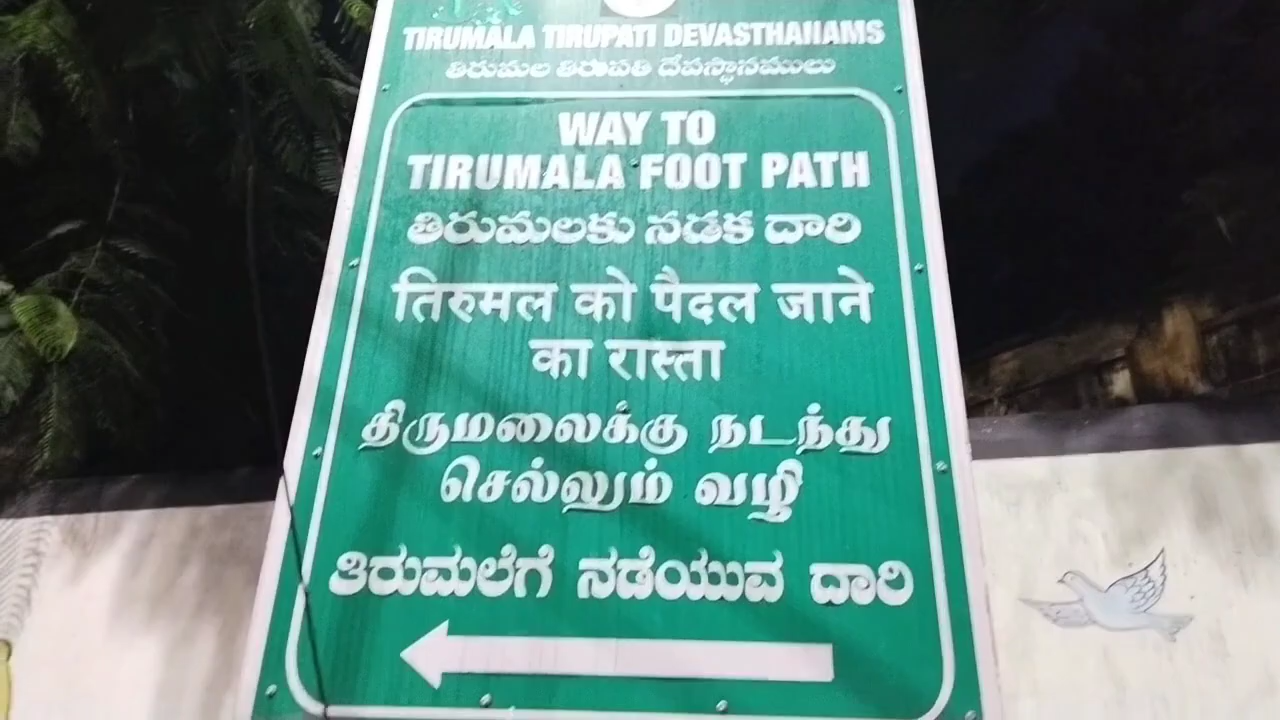 TIRUMALA TIRUPATI DEVASTHANAMS
తిరుమల తిరుపతి దేవస్థానములు
WAY TO
TIRUMALA FOOT PATH
తిరుమలకు నడక దారి
तिरुमल को पैदल जाने
का रास्ता
திருமலைக்கு நடந்து
செல்லும் வழி
ತಿರುಮಲೆಗೆ ನಡೆಯುವ ದಾರಿ